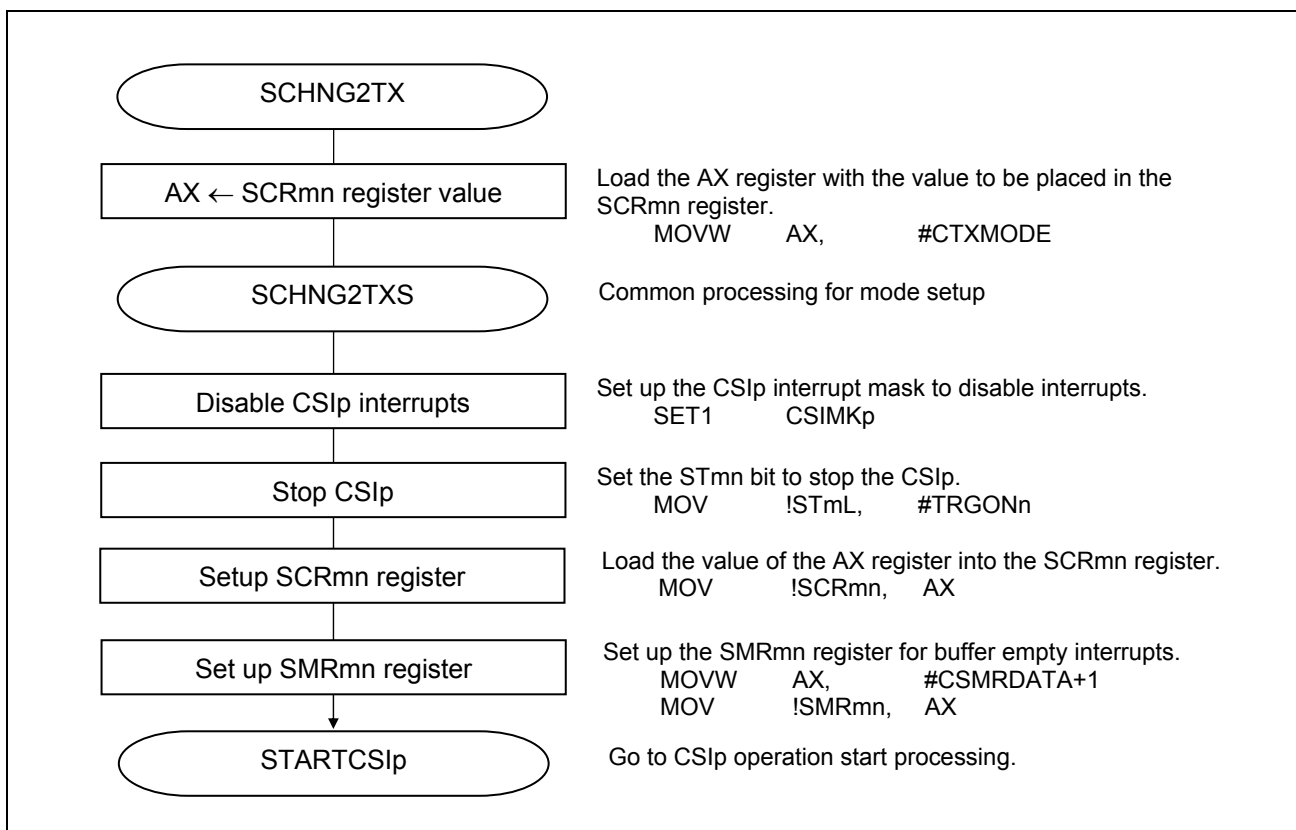 SCHNG2TX
AX ← SCRmn register value
Load the AX register with the value to be placed in the
SCRmn register.
MOVW AX, #CTXMODE
SCHNG2TXS
Common processing for mode setup
Disable CSIp interrupts
Set up the CSIp interrupt mask to disable interrupts.
SET1 CSIMKp
Stop CSIp
Set the STmn bit to stop the CSIp.
MOV !STmL, #TRGONn
Setup SCRmn register
Load the value of the AX register into the SCRmn register.
MOV !SCRmn, AX
Set up SMRmn register
Set up the SMRmn register for buffer empty interrupts.
MOVW AX, #CSMRDATA+1
MOV !SMRmn, AX
STARTCSIp
Go to CSIp operation start processing.